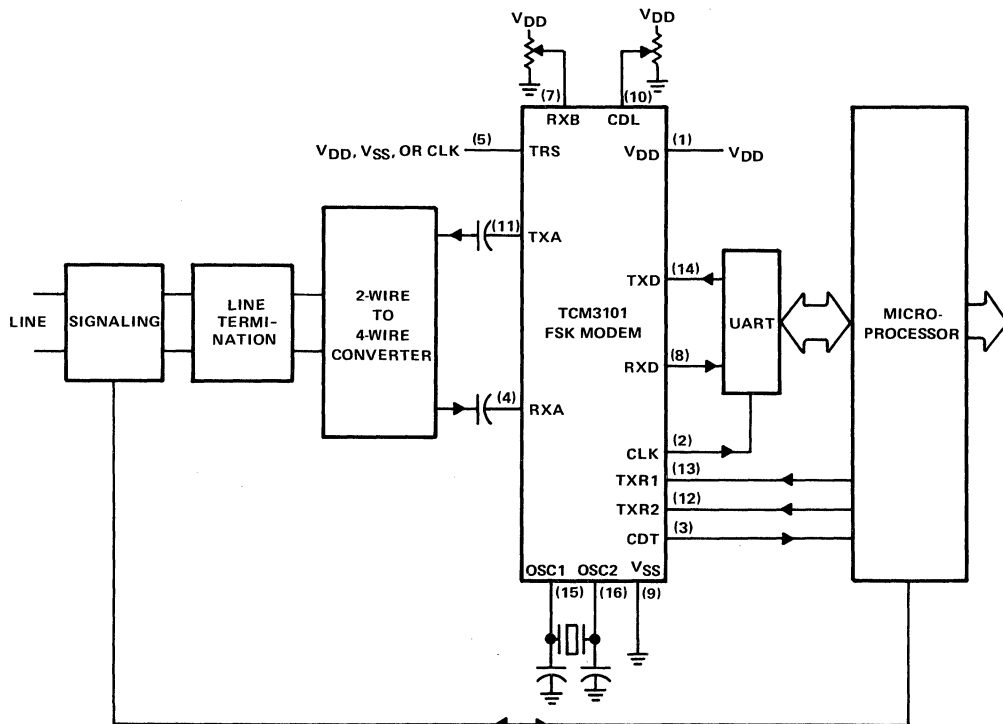 VDD
VDD
(7)
(10)
RXB
CDL
VDD, VSS, OR CLK
(5)
TRS
VDD
(1)
VDD
(11)
TXA
TXD
(14)
LINE
SIGNALING
LINE
TERMI-
NATION
2-WIRE
TO
4-WIRE
CONVERTER
TCM3101
FSK MODEM
UART
MICRO-
PROCESSOR
RXD
(8)
(4)
RXA
CLK
(2)
TXR1
(13)
TXR2
(12)
CDT
(3)
OSC1
OSC2
VSS
(15)
(16)
(9)